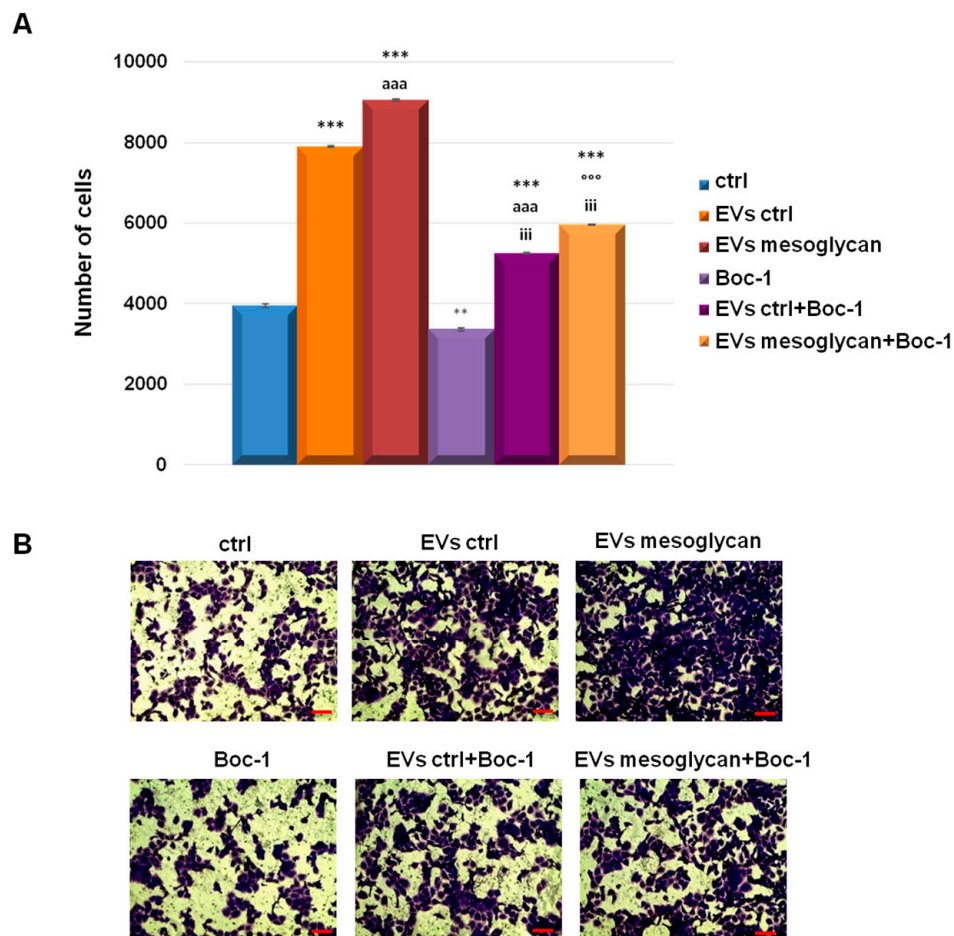 A
Number of cells
10000
8000
6000
4000
2000
0
***
***
aaa
**
***
aaa
iii
***
°°°
iii
ctrl
EVs ctrl
EVs mesoglycan
Boc-1
EVs ctrl+Boc-1
EVs mesoglycan+Boc-1
B
ctrl
EVs ctrl
EVs mesoglycan
Boc-1
EVs ctrl+Boc-1
EVs mesoglycan+Boc-1